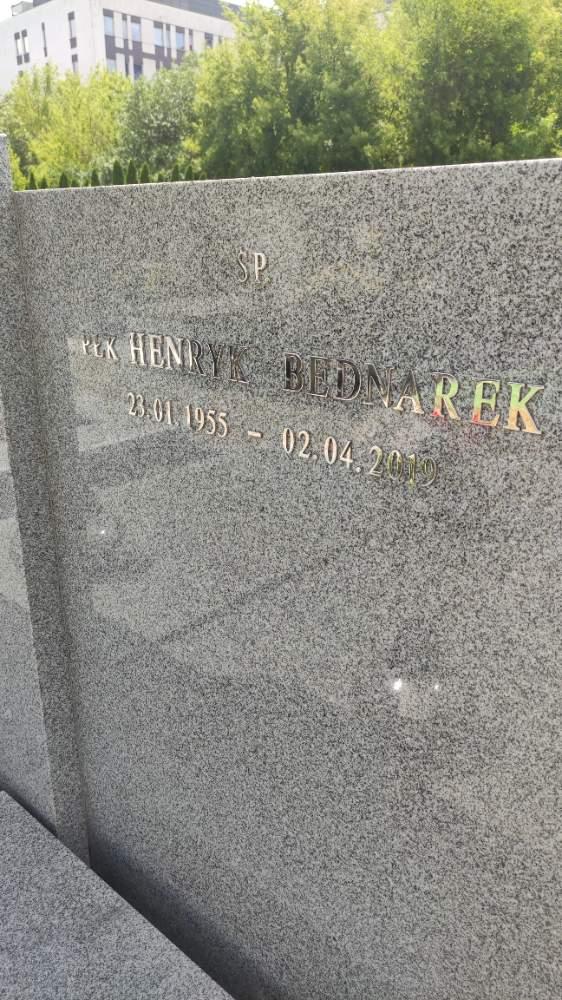 ŚP.
PŁK HENRYK BEDNAREK
23.01 1955 – 02.04.2019